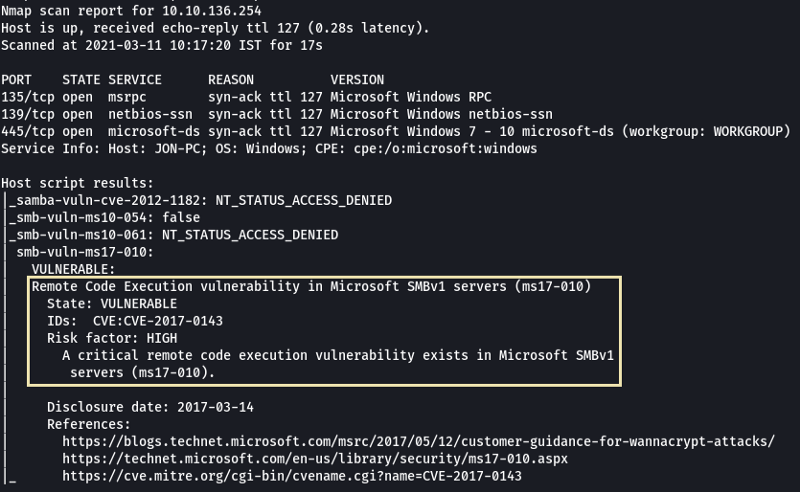 Nmap scan report for 10.10.136.254
Host is up, received echo-reply ttl 127 (0.28s latency).
Scanned at 2021-03-11 10:17:20 IST for 17s
PORT    STATE SERVICE      REASON          VERSION
135/tcp open  msrpc        syn-ack ttl 127 Microsoft Windows RPC
139/tcp open  netbios-ssn  syn-ack ttl 127 Microsoft Windows netbios-ssn
445/tcp open  microsoft-ds syn-ack ttl 127 Microsoft Windows 7 - 10 microsoft-ds (workgroup: WORKGROUP)
Service Info: Host: JON-PC; OS: Windows; CPE: cpe:/o:microsoft:windows
Host script results:
|_samba-vuln-cve-2012-1182: NT_STATUS_ACCESS_DENIED
|_smb-vuln-ms10-054: false
|_smb-vuln-ms10-061: NT_STATUS_ACCESS_DENIED
| smb-vuln-ms17-010:
|   VULNERABLE:
|   Remote Code Execution vulnerability in Microsoft SMBv1 servers (ms17-010)
|     State: VULNERABLE
|     IDs:  CVE:CVE-2017-0143
|     Risk factor: HIGH
|       A critical remote code execution vulnerability exists in Microsoft SMBv1
|        servers (ms17-010).
|
|     Disclosure date: 2017-03-14
|     References:
|       https://blogs.technet.microsoft.com/msrc/2017/05/12/customer-guidance-for-wannacrypt-attacks/
|       https://technet.microsoft.com/en-us/library/security/ms17-010.aspx
|_      https://cve.mitre.org/cgi-bin/cvename.cgi?name=CVE-2017-0143